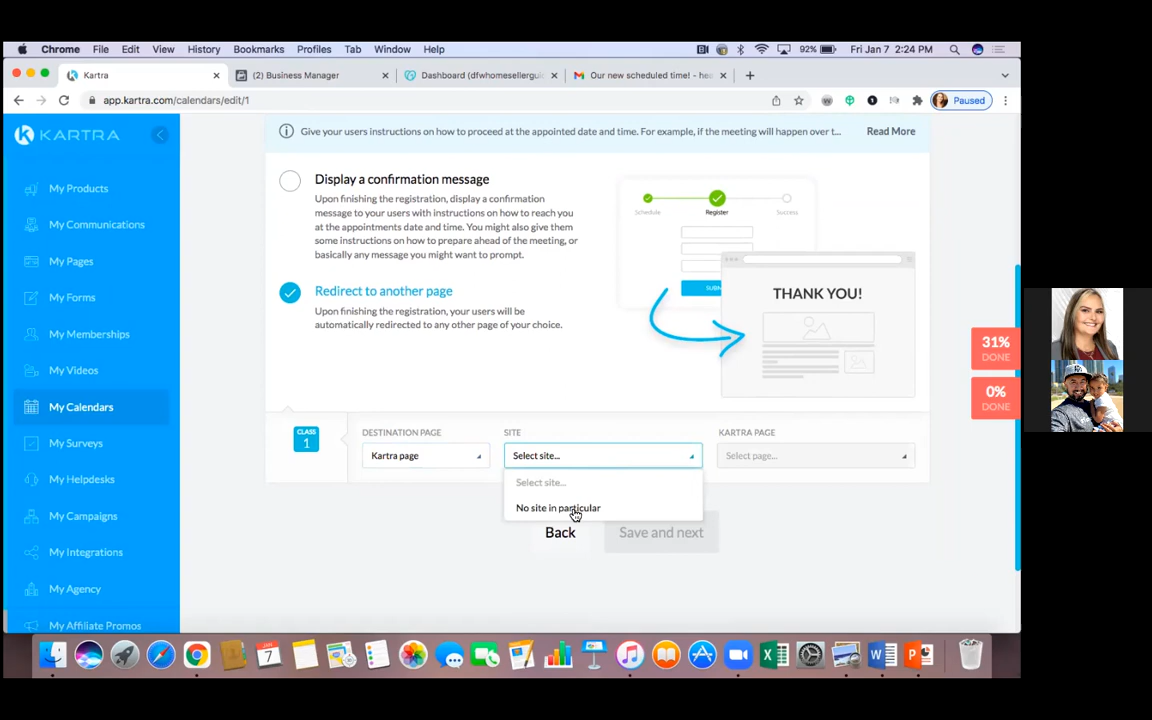 Chrome File Edit View History Bookmarks Profiles Tab Window Help
92% Fri Jan 7 2:24 PM
Kartra
(2) Business Manager
Dashboard (dfwhomesellergui
Our new scheduled time! - hea
app.kartra.com/calendars/edit/1
Paused
KARTRA
My Products
My Communications
My Pages
My Forms
My Memberships
My Videos
My Calendars
My Surveys
My Helpdesks
My Campaigns
My Integrations
My Agency
My Affiliate Promos
Give your users instructions on how to proceed at the appointed date and time. For example, if the meeting will happen over t...
Read More
Display a confirmation message
Upon finishing the registration, display a confirmation
message to your users with instructions on how to reach you
at the appointments date and time. You might also give them
some instructions on how to prepare ahead of the meeting, or
basically any message you might want to prompt.
Redirect to another page
Upon finishing the registration, your users will be
automatically redirected to any other page of your choice.
Schedule Register Success
SUBM
THANK YOU!
31%
DONE
0%
DONE
CLASS
1
DESTINATION PAGE
Kartra page
SITE
Select site...
KARTRA PAGE
Select page...
Select site...
No site in particular
Back
Save and next
JAN
7